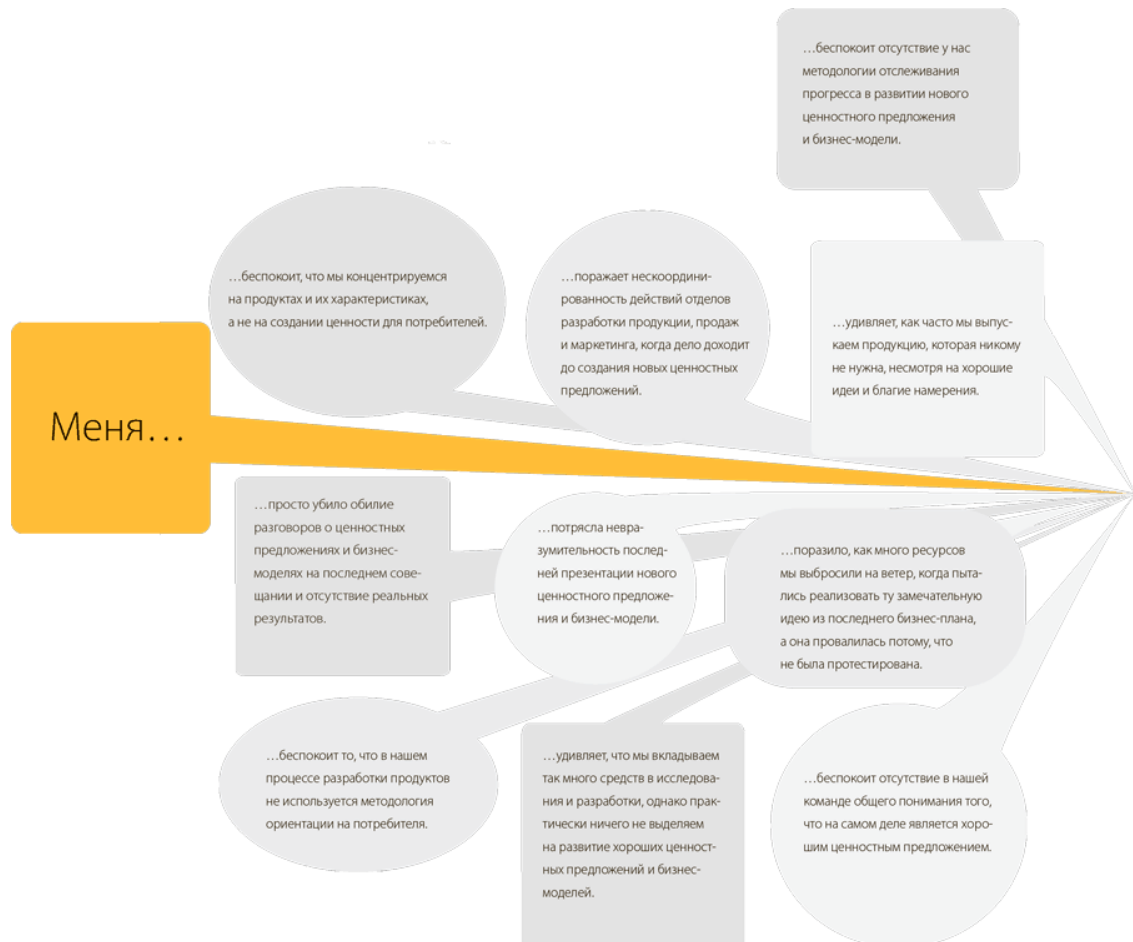 …беспокоит отсутствие у нас
методологии отслеживания
прогресса в развитии нового
ценностного предложения
и бизнес-модели.
…беспокоит, что мы концентрируемся
на продуктах и их характеристиках,
а не на создании ценности для потребителей.
…поражает нескоордини-
рованность действий отделов
разработки продукции, продаж
и маркетинга, когда дело доходит
до создания новых ценностных
предложений.
…удивляет, как часто мы выпус-
каем продукцию, которая никому
не нужна, несмотря на хорошие
идеи и благие намерения.
Меня…
…просто убило обилие
разговоров о ценностных
предложениях и бизнес-
моделях на последнем сове-
щании и отсутствие реальных
результатов.
…потрясла невра-
зумительность послед-
ней презентации нового
ценностного предложе-
ния и бизнес-модели.
…поразило, как много ресурсов
мы выбросили на ветер, когда пыта-
лись реализовать ту замечательную
идею из последнего бизнес-плана,
а она провалилась потому, что
не была протестирована.
…беспокоит то, что в нашем
процессе разработки продуктов
не используется методология
ориентации на потребителя.
…удивляет, что мы вкладываем
так много средств в исследова-
ния и разработки, однако прак-
тически ничего не выделяем
на развитие хороших ценност-
ных предложений и бизнес-
моделей.
…беспокоит отсутствие в нашей
команде общего понимания того,
что на самом деле является хоро-
шим ценностным предложением.